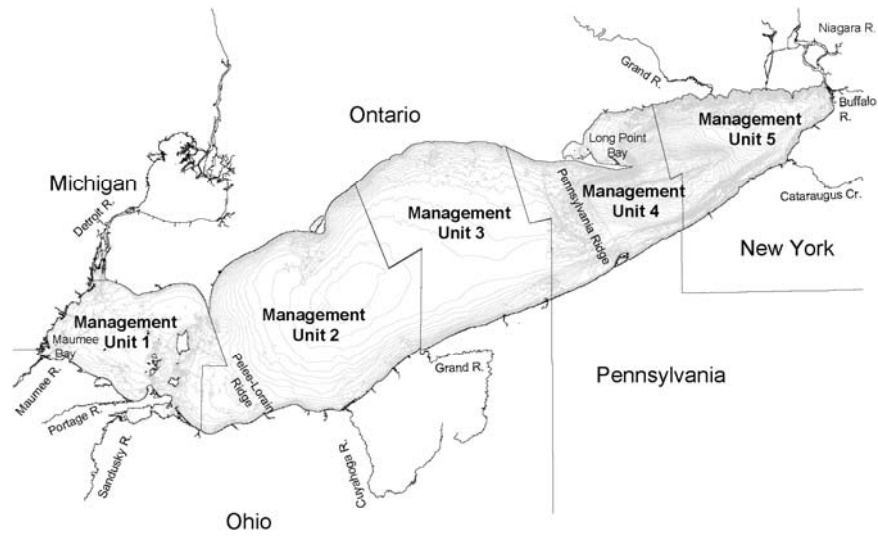 Niagara R.
Grand R.
Buffalo
R.
Ontario
Management
Unit 5
Long Point
Bay
Michigan
Detroit R.
Pennsylvania Ridge
Management
Unit 4
Cataraugus Cr.
Management
Unit 3
New York
Management
Unit 1
Management
Unit 2
Maumee
Bay
Maumee R.
Pelee-Lorain
Ridge
Grand R.
Pennsylvania
Portage R.
Sandusky R.
Cuyahoga R.
Ohio